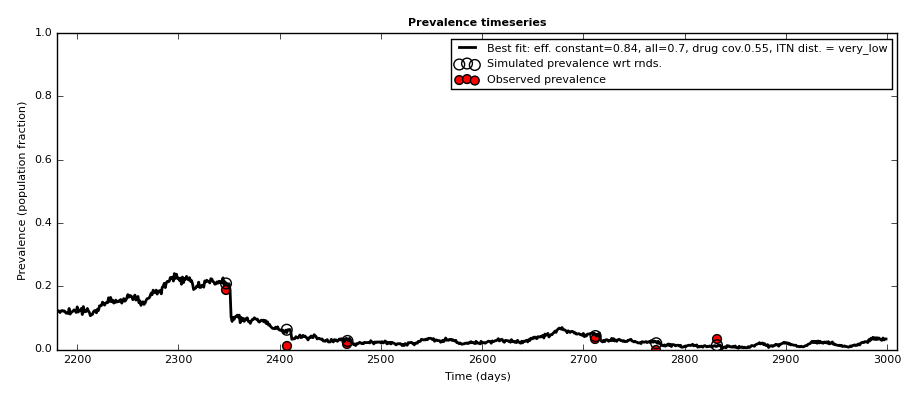 Prevalence timeseries
Best fit: eff. constant=0.84, all=0.7, drug cov.0.55, ITN dist. = very_low
Simulated prevalence wrt rnds.
Observed prevalence
Prevalence (population fraction)
1.0
0.8
0.6
0.4
0.2
0.0
2200 2300 2400 2500 2600 2700 2800 2900 3000
Time (days)